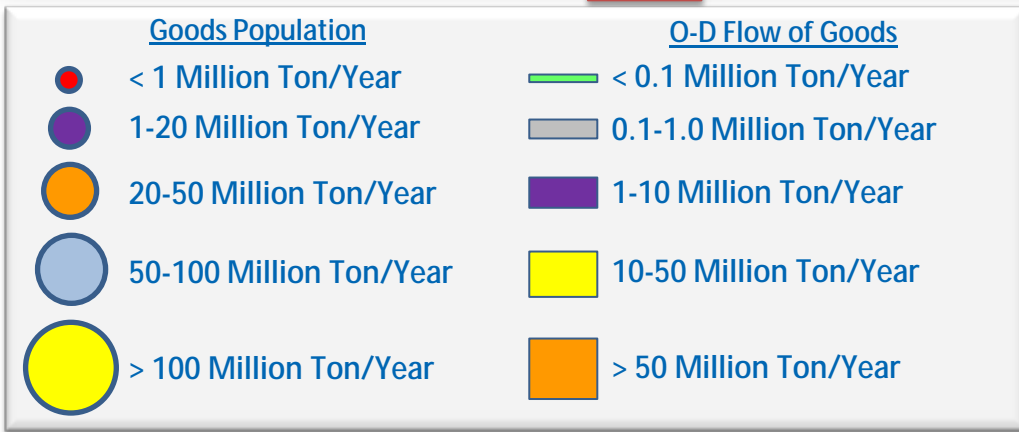 Goods Population
< 1 Million Ton/Year
1-20 Million Ton/Year
20-50 Million Ton/Year
50-100 Million Ton/Year
> 100 Million Ton/Year
O-D Flow of Goods
< 0.1 Million Ton/Year
0.1-1.0 Million Ton/Year
1-10 Million Ton/Year
10-50 Million Ton/Year
> 50 Million Ton/Year